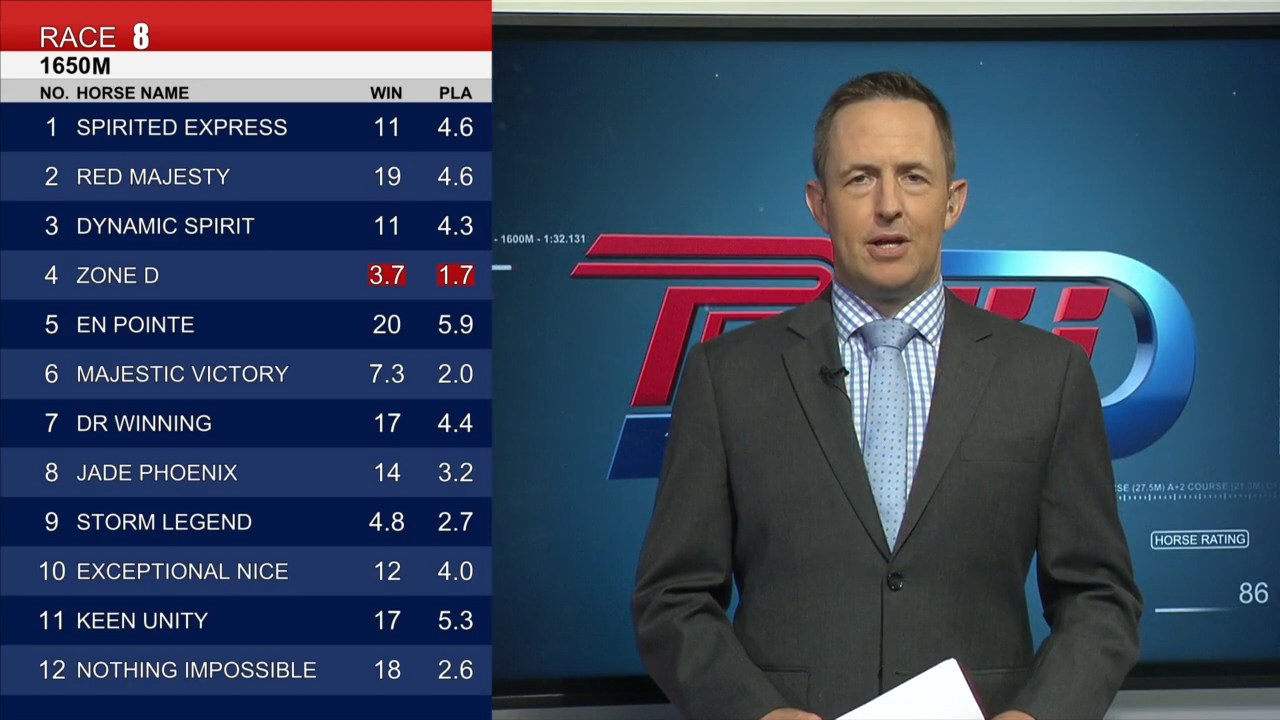 RACE 8
1650M
NO. HORSE NAME WIN PLA
1 SPIRITED EXPRESS 11 4.6
2 RED MAJESTY 19 4.6
3 DYNAMIC SPIRIT 11 4.3
4 ZONE D 3.7 1.7
5 EN POINTE 20 5.9
6 MAJESTIC VICTORY 7.3 2.0
7 DR WINNING 17 4.4
8 JADE PHOENIX 14 3.2
9 STORM LEGEND 4.8 2.7
10 EXCEPTIONAL NICE 12 4.0
11 KEEN UNITY 17 5.3
12 NOTHING IMPOSSIBLE 18 2.6
- 1600M - 1:32.131
(27.5M) A+2 COURSE
HORSE RATING
86